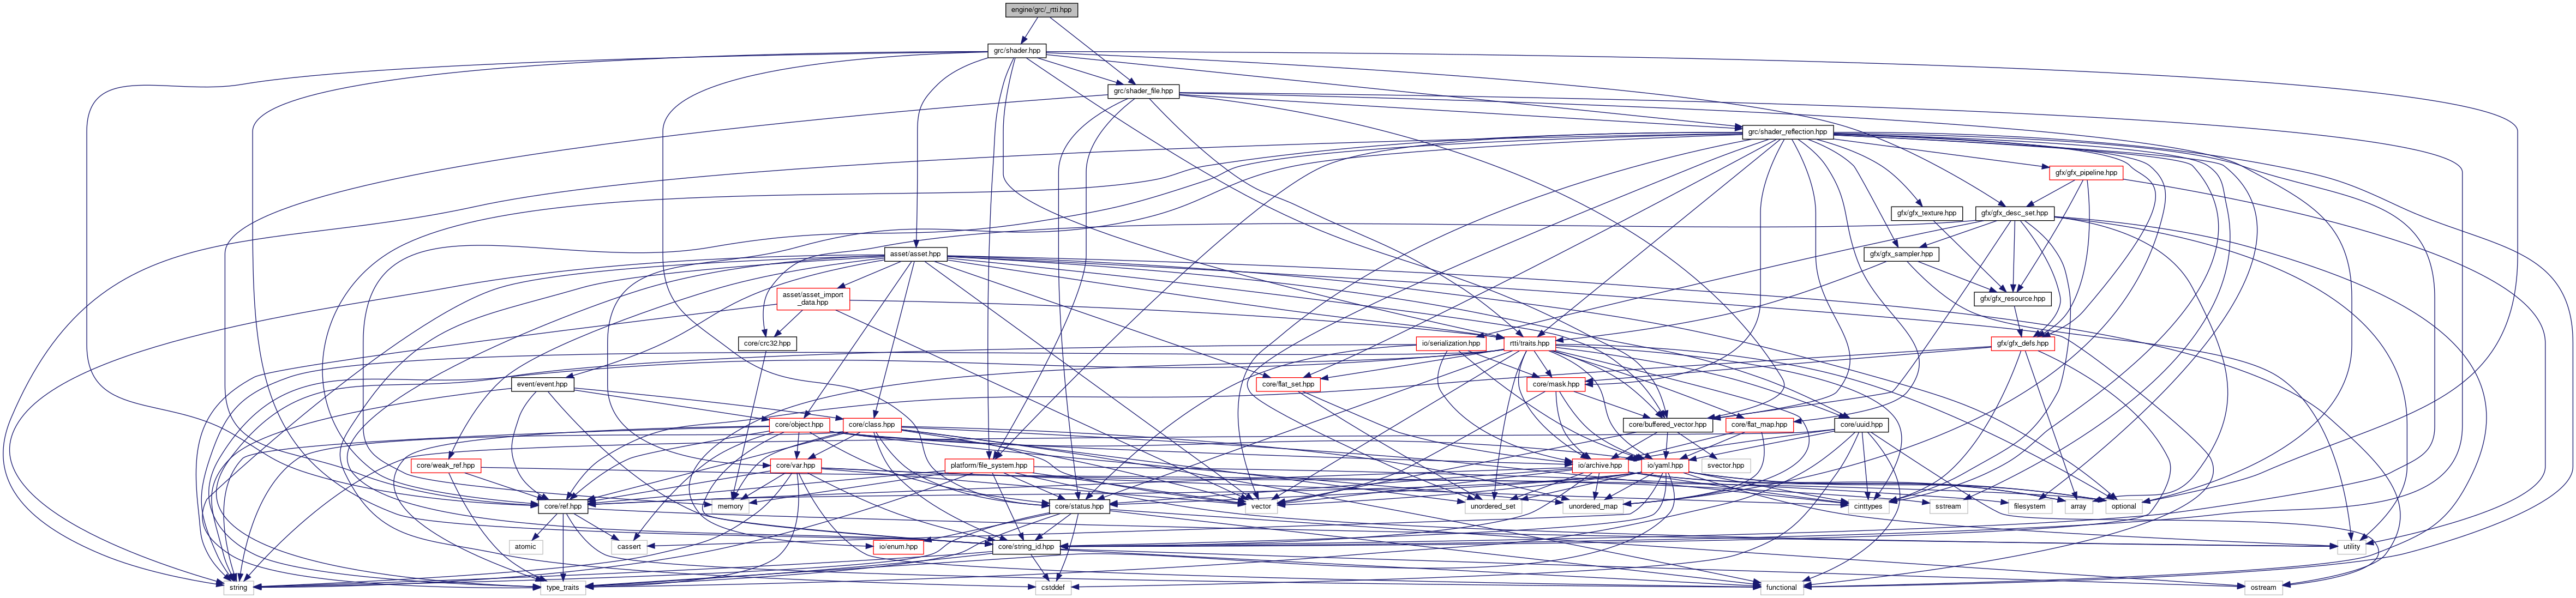 engine/grc/_rtti.hpp
grc/shader.hpp
grc/shader_file.hpp
grc/shader_reflection.hpp
gfx/gfx_pipeline.hpp
gfx/gfx_texture.hpp
gfx/gfx_desc_set.hpp
asset/asset.hpp
gfx/gfx_sampler.hpp
asset/asset_import
_data.hpp
gfx/gfx_resource.hpp
core/crc32.hpp
io/serialization.hpp
rtti/traits.hpp
gfx/gfx_defs.hpp
event/event.hpp
core/flat_set.hpp
core/mask.hpp
core/object.hpp
core/class.hpp
core/buffered_vector.hpp
core/flat_map.hpp
core/uuid.hpp
core/weak_ref.hpp
core/var.hpp
platform/file_system.hpp
io/archive.hpp
io/yaml.hpp
svector.hpp
core/ref.hpp
memory
core/status.hpp
vector
unordered_set
unordered_map
cinttypes
sstream
filesystem
array
optional
atomic
cassert
io/enum.hpp
core/string_id.hpp
utility
string
type_traits
cstddef
functional
ostream